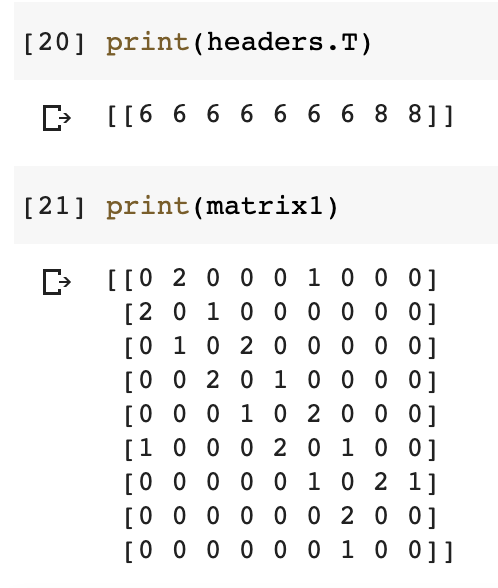 [20] print(headers.T)
[[6 6 6 6 6 6 6 8 8]]
[21] print(matrix1)
[[0 2 0 0 0 1 0 0 0]
[2 0 1 0 0 0 0 0 0]
[0 1 0 2 0 0 0 0 0]
[0 0 2 0 1 0 0 0 0]
[0 0 0 1 0 2 0 0 0]
[1 0 0 0 2 0 1 0 0]
[0 0 0 0 0 1 0 2 1]
[0 0 0 0 0 0 2 0 0]
[0 0 0 0 0 0 1 0 0]]